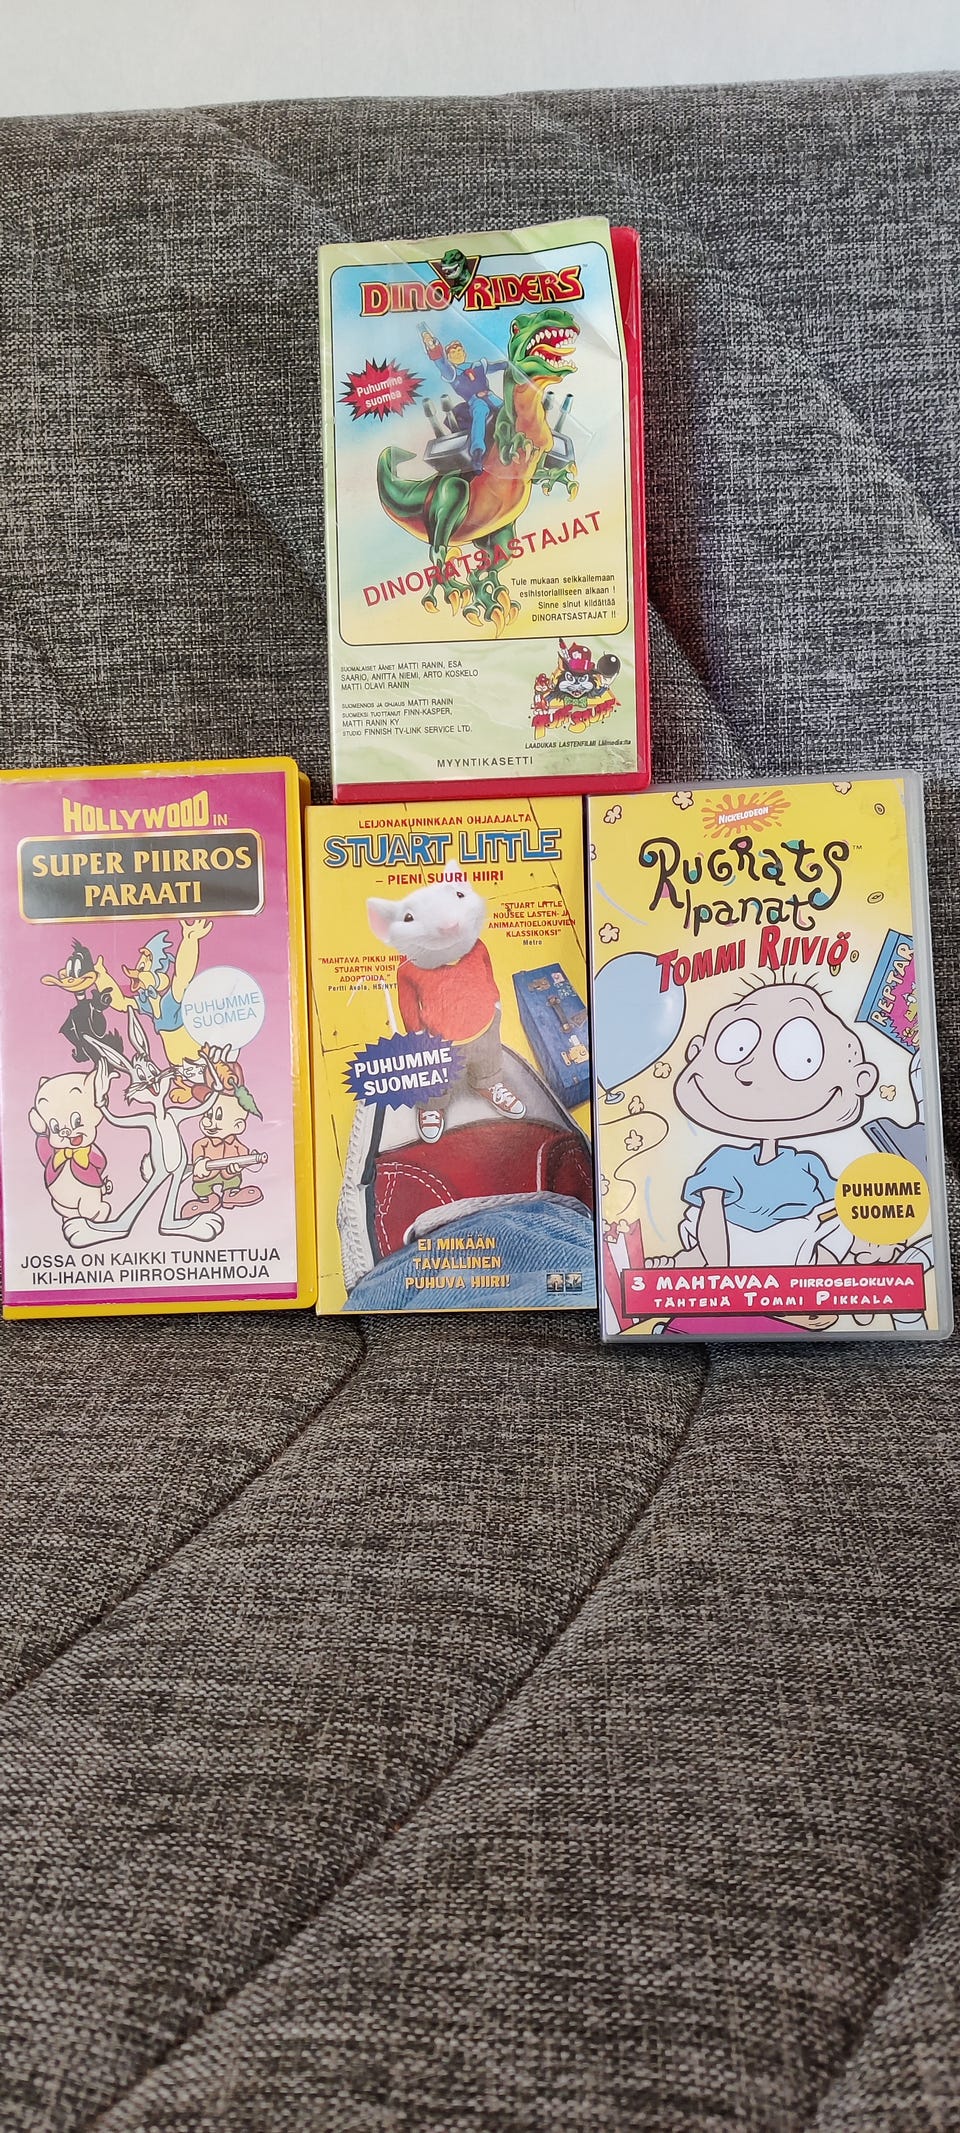 DINO RIDERS
Puhumme
suomea
DINORATSASTAJAT
Tule mukaan seikkailemaan
esihistorialliseen aikaan !
Sinne sinut kiidättää
DINORATSASTAJAT !!
SUOMALAISET ÄÄNET MATTI RANIN, ESA
SAARIO, ANITTA NIEMI, ARTO KOSKELO
MATTI OLAVI RANIN
SUOMENNOS JA OHJAUS MATTI RANIN
SUOMEKSI TUOTTANUT FINN-KASPER,
MATTI RANIN KY
STUDIO FINNISH TV-LINK SERVICE LTD.
LAADUKAS LASTENFILMI
MYYNTIKASETTI
HOLLYWOOD IN
SUPER PIIRROS
PARAATI
PUHUMME
SUOMEA
JOSSA ON KAIKKI TUNNETTUJA
IKI-IHANIA PIIRROSHAHMOJA
LEIJONAKUNINKAAN OHJAAJALTA
STUART LITTLE
– PIENI SUURI HIIRI
"STUART LITTLE
NOUSEE LASTEN- JA
ANIMAATIOELOKUVIEN
KLASSIKOKSI"
Metro
"MAHTAVA PIKKU HIIRI
STUARTIN VOISI
ADOPTOIDA."
Pertti Avola, HS/NYT
PUHUMME
SUOMEA!
EI MIKÄÄN
TAVALLINEN
PUHUVA HIIRI!
NICKELODEON
RUGRATS™
Ipanat
TOMMI RIIVIÖ
REPTAR
PUHUMME
SUOMEA
3 MAHTAVAA PIIRROSELOKUVAA
TÄHTENÄ TOMMI PIKKALA